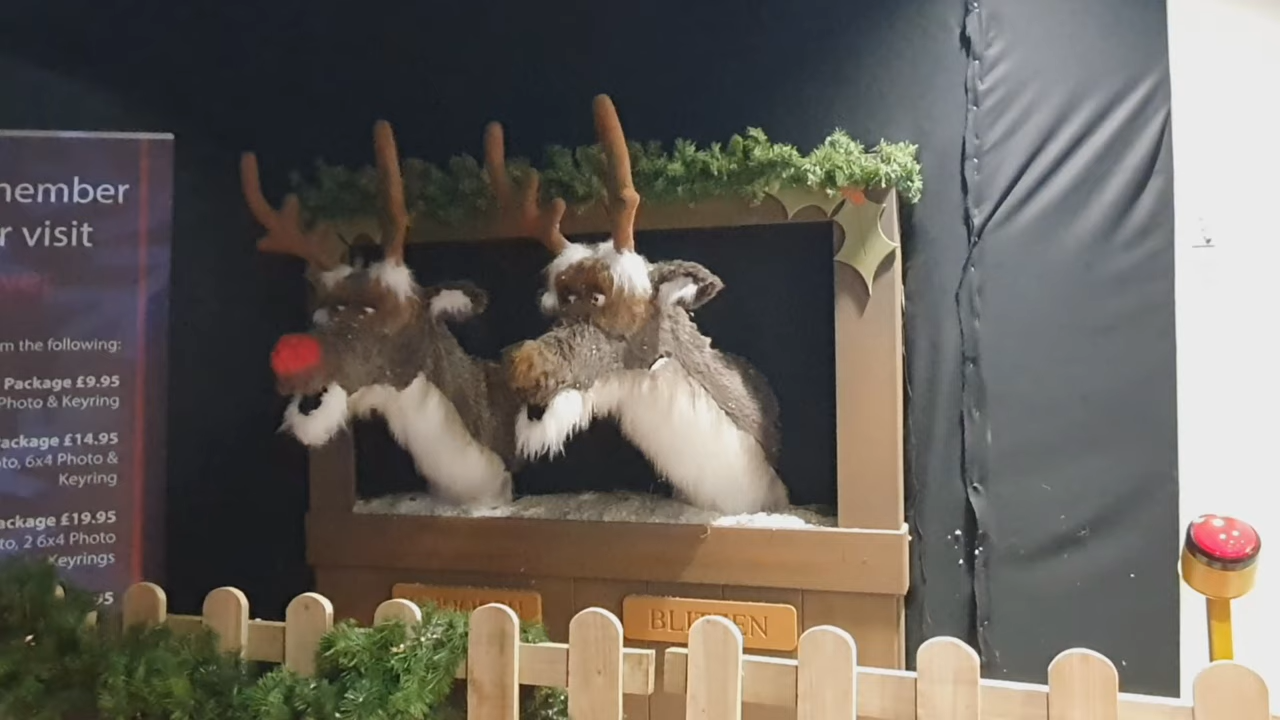 member
r visit
m the following:
Package £9.95
Photo & Keyring
ackage £14.95
to, 6x4 Photo &
Keyring
ackage £19.95
to, 2 6x4 Photo
Keyrings
95
BLITZEN